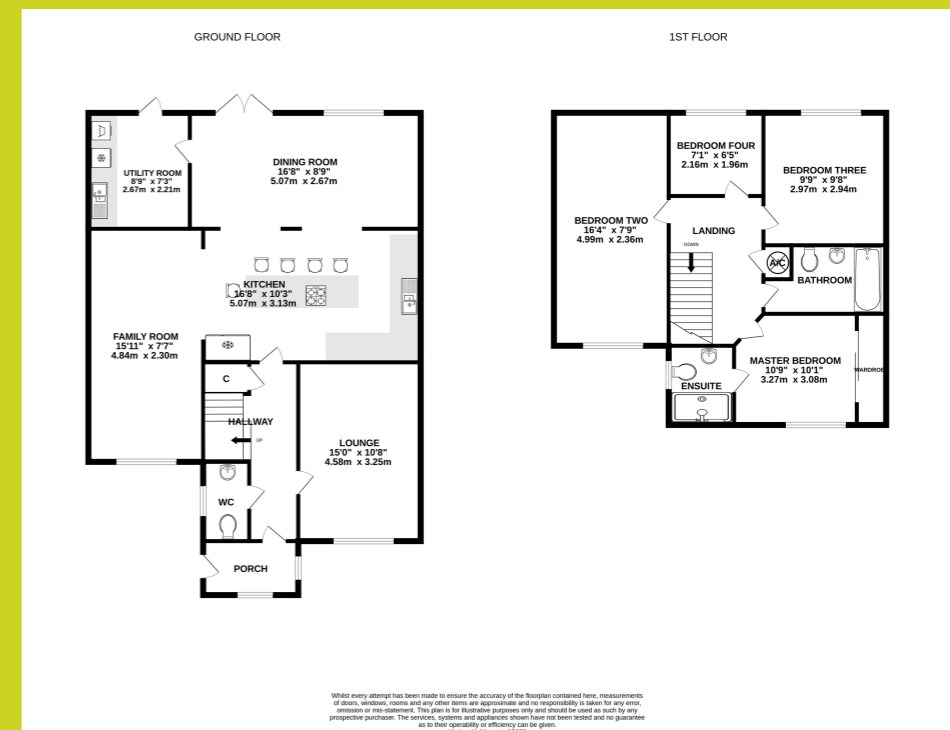 GROUND FLOOR
1ST FLOOR
UTILITY ROOM
8'9" x 7'3"
2.67m x 2.21m
DINING ROOM
16'8" x 8'9"
5.07m x 2.67m
KITCHEN
16'8" x 10'3"
5.07m x 3.13m
FAMILY ROOM
15'11" x 7'7"
4.84m x 2.30m
C
HALLWAY
UP
LOUNGE
15'0" x 10'8"
4.58m x 3.25m
WC
PORCH
BEDROOM FOUR
7'1" x 6'5"
2.16m x 1.96m
BEDROOM THREE
9'9" x 9'8"
2.97m x 2.94m
BEDROOM TWO
16'4" x 7'9"
4.99m x 2.36m
LANDING
DOWN
A/C
BATHROOM
MASTER BEDROOM
10'9" x 10'1"
3.27m x 3.08m
WARDROBE
ENSUITE
Whilst every attempt has been made to ensure the accuracy of the floorplan contained here, measurements
of doors, windows, rooms and any other items are approximate and no responsibility is taken for any error,
omission or mis-statement. This plan is for illustrative purposes only and should be used as such by any
prospective purchaser. The services, systems and appliances shown have not been tested and no guarantee
as to their operability or efficiency can be given.